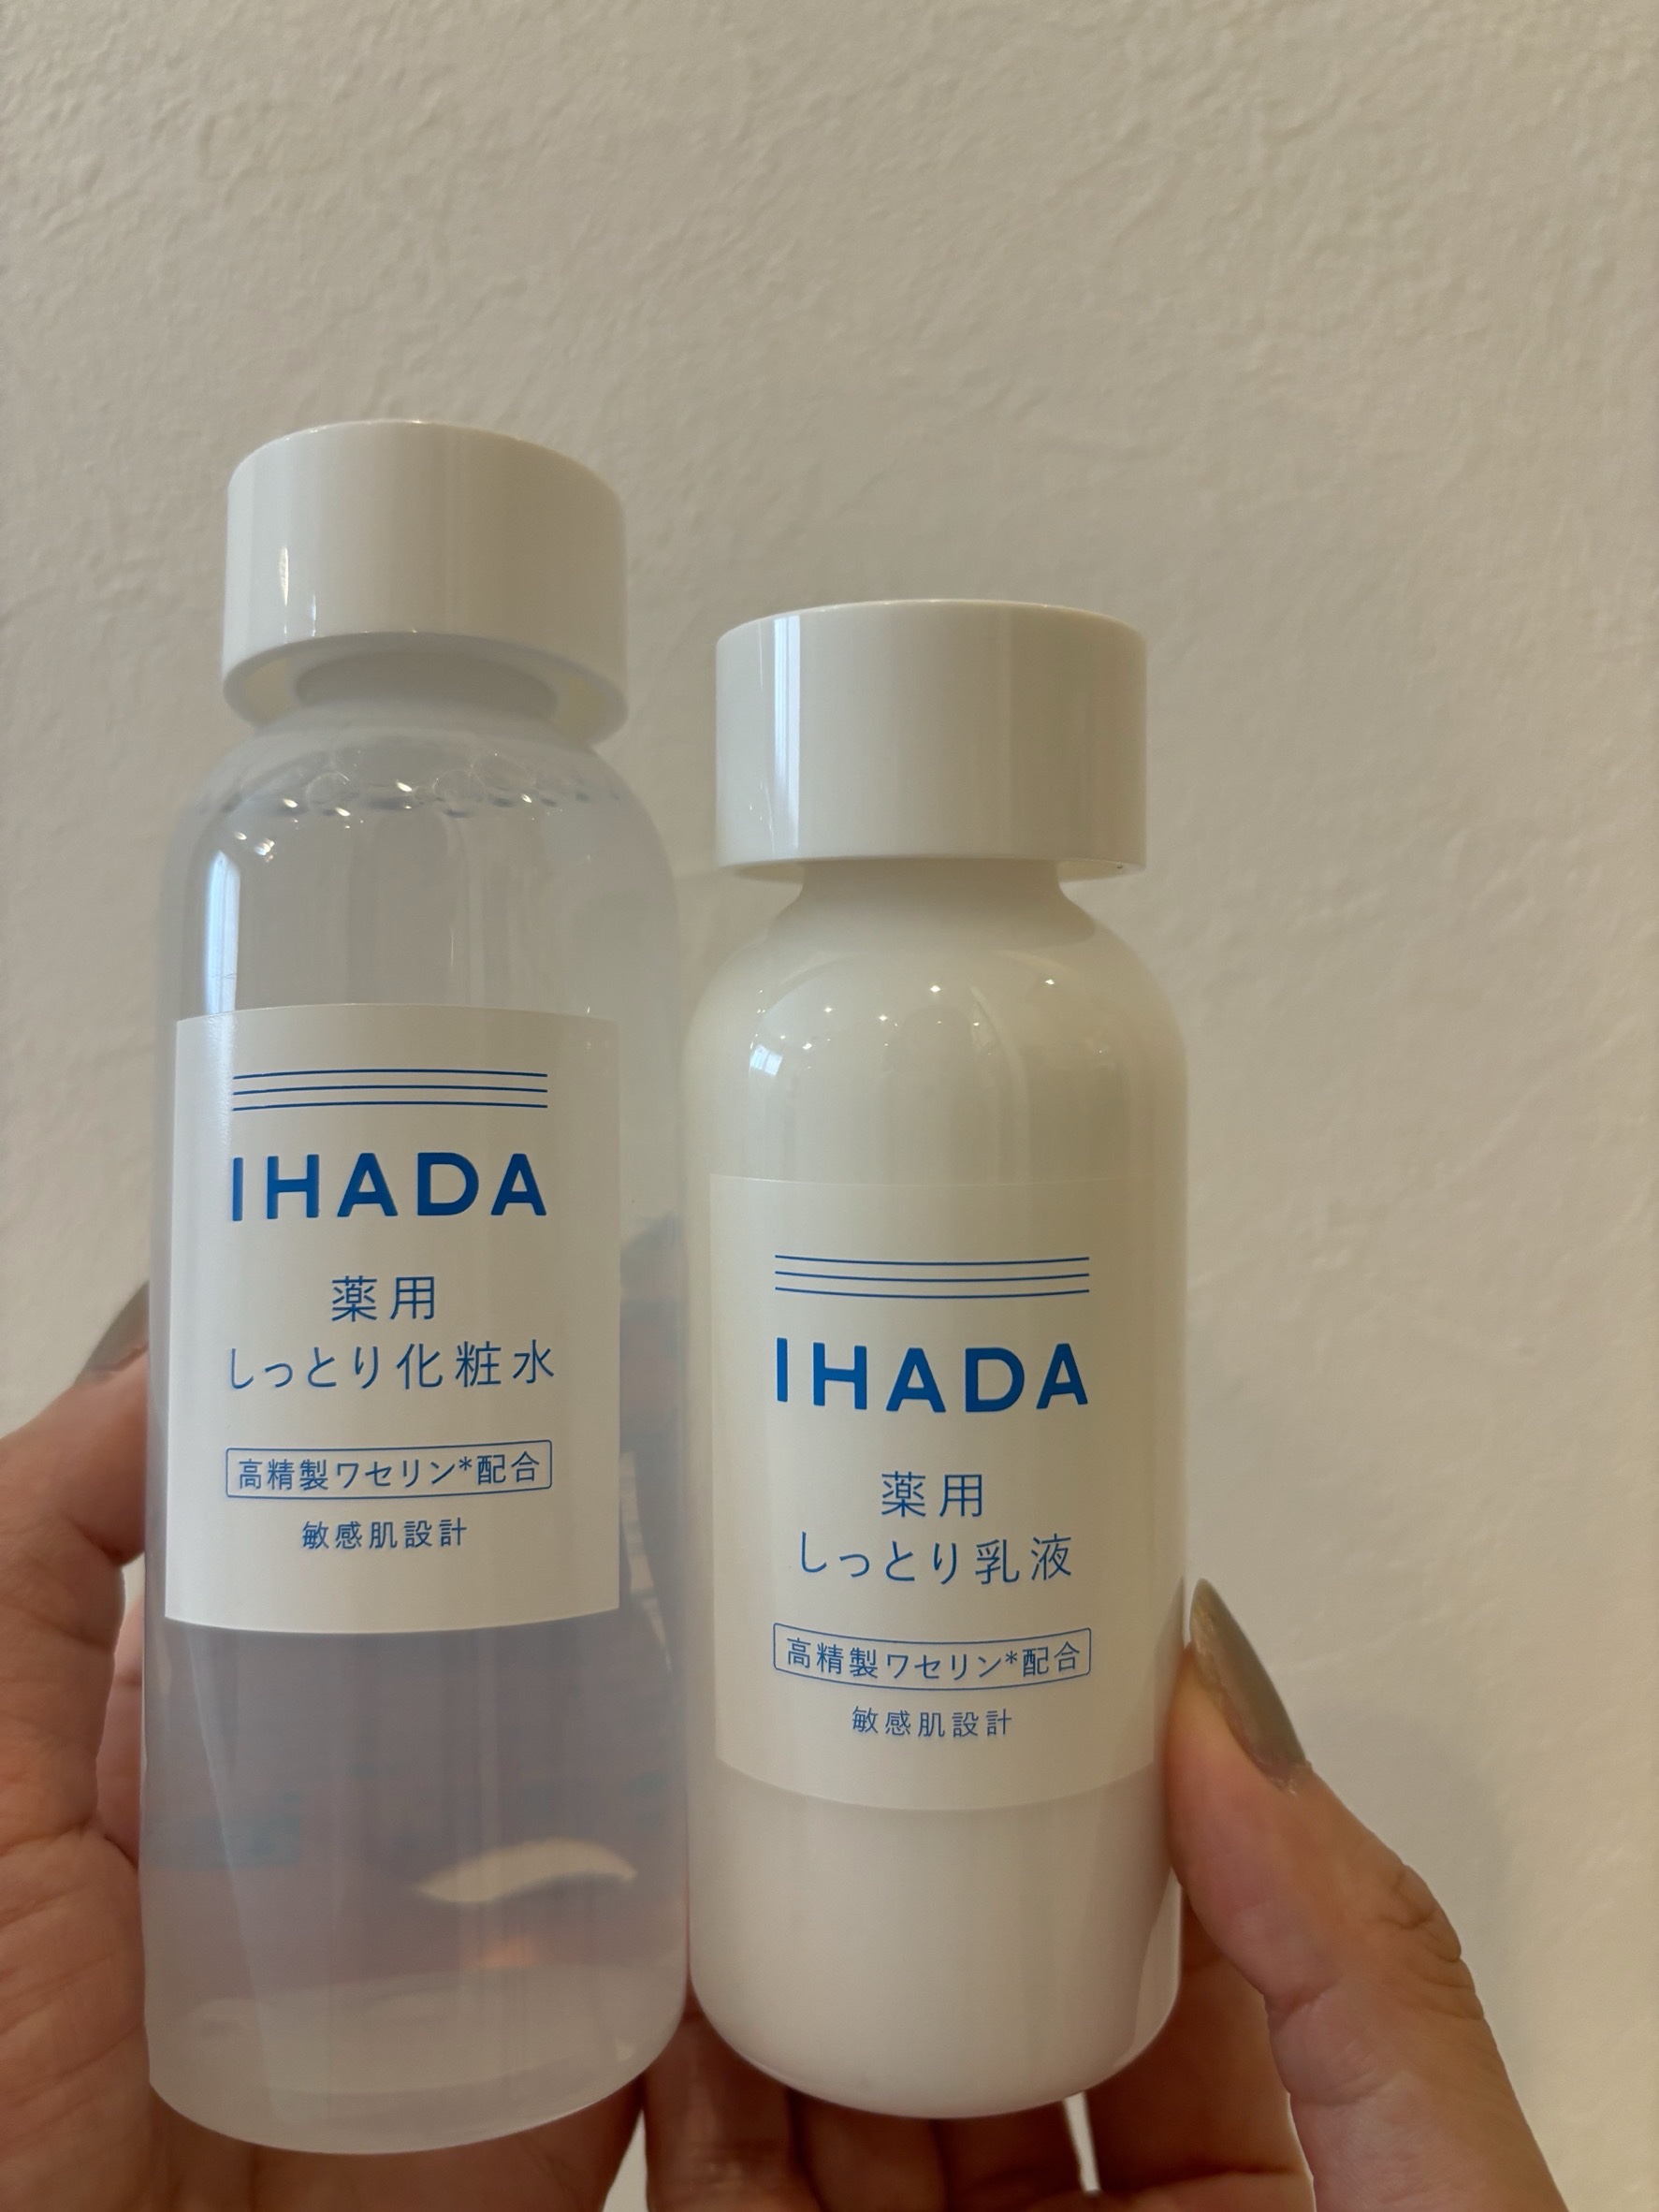 IHADA
薬用
しっとり化粧水
高精製ワセリン*配合
敏感肌設計
IHADA
薬用
しっとり乳液
高精製ワセリン*配合
敏感肌設計